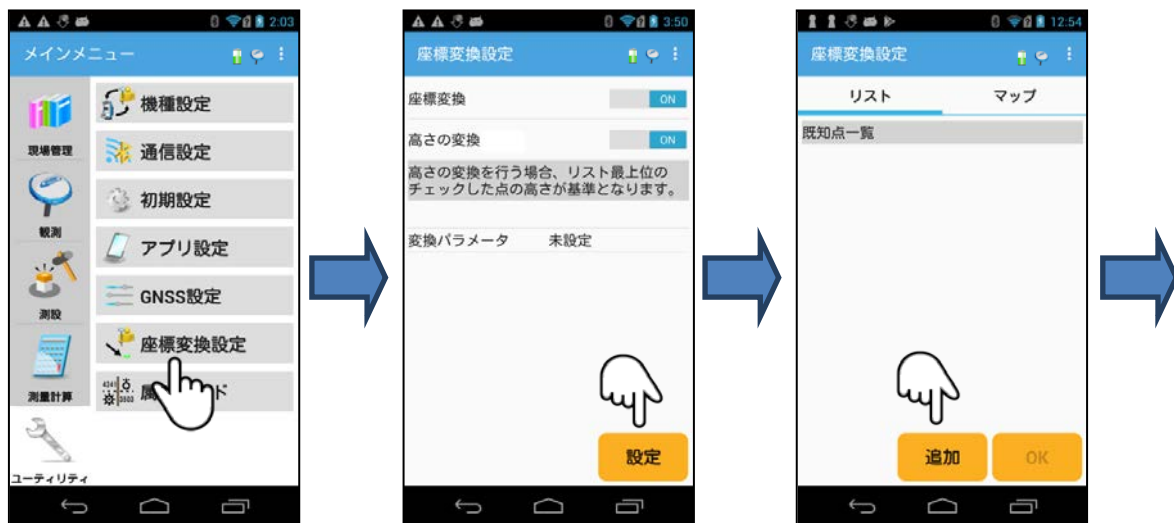 2:03
メインメニュー
現場管理
観測
測設
測量計算
ユーティリティ
機種設定
通信設定
初期設定
アプリ設定
GNSS設定
座標変換設定
属
ド
3:50
座標変換設定
座標変換 ON
高さの変換 ON
高さの変換を行う場合、リスト最上位の
チェックした点の高さが基準となります。
変換パラメータ 未設定
設定
12:54
座標変換設定
リスト マップ
既知点一覧
追加 OK